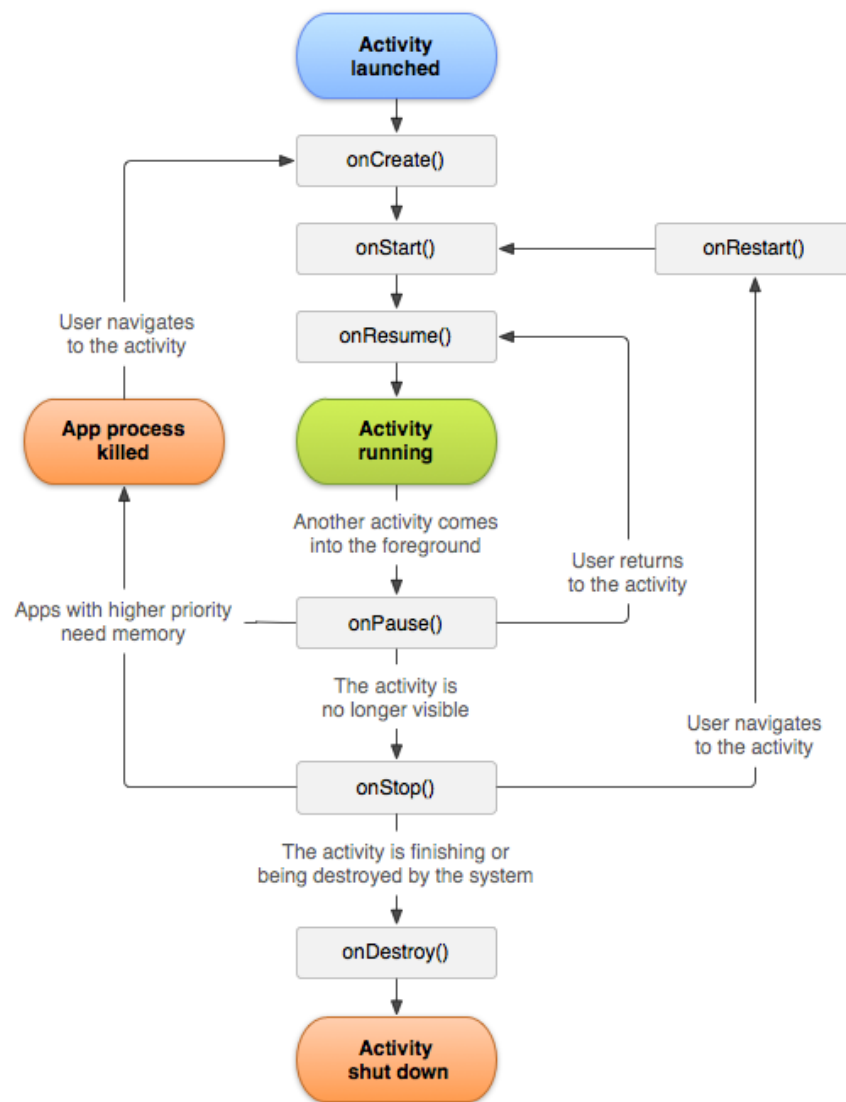 Activity
launched
onCreate()
onStart()
onRestart()
onResume()
User navigates
to the activity
App process
killed
Activity
running
Another activity comes
into the foreground
User returns
to the activity
Apps with higher priority
need memory
onPause()
The activity is
no longer visible
User navigates
to the activity
onStop()
The activity is finishing or
being destroyed by the system
onDestroy()
Activity
shut down